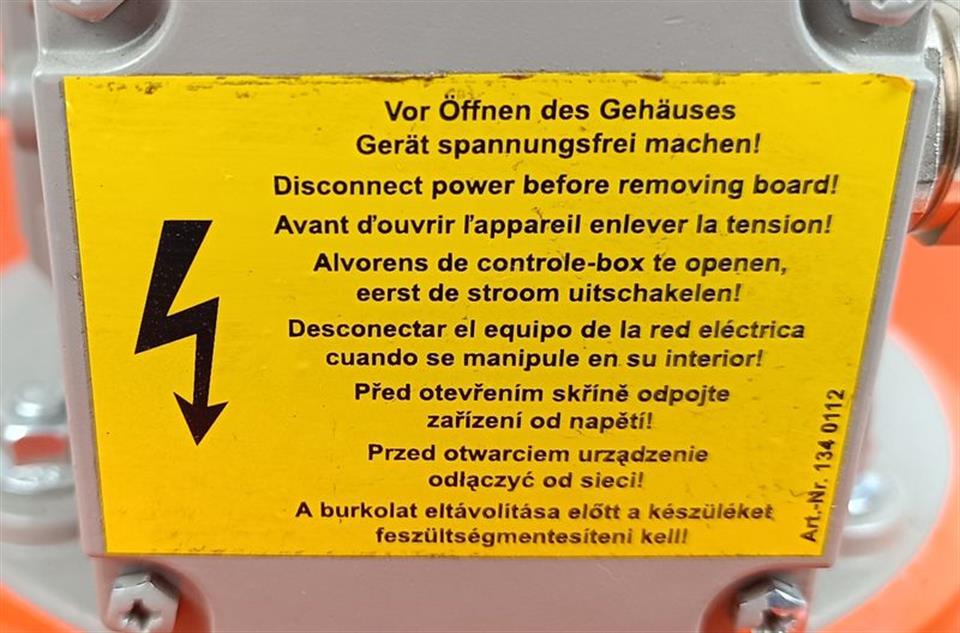 Vor Öffnen des Gehäuses
Gerät spannungsfrei machen!
Disconnect power before removing board!
Avant d'ouvrir l'appareil enlever la tension!
Alvorens de controle-box te openen,
eerst de stroom uitschakelen!
Desconectar el equipo de la red eléctrica
cuando se manipule en su interior!
Před otevřením skříně odpojte
zařízení od napětí!
Przed otwarciem urządzenie
odłączyć od sieci!
A burkolat eltávolítása előtt a készüléket
feszültségmentesíteni kell!
Art.-Nr. 134 0112